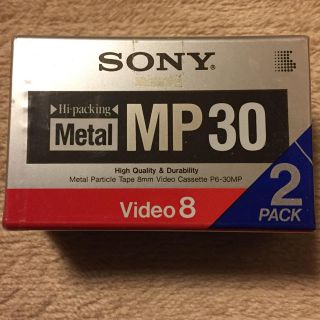 SONY®
▶Hi-packing◀
Metal MP30
High Quality & Durability
Metal Particle Tape 8mm Video Cassette P6-30MP
Video 8
2
PACK